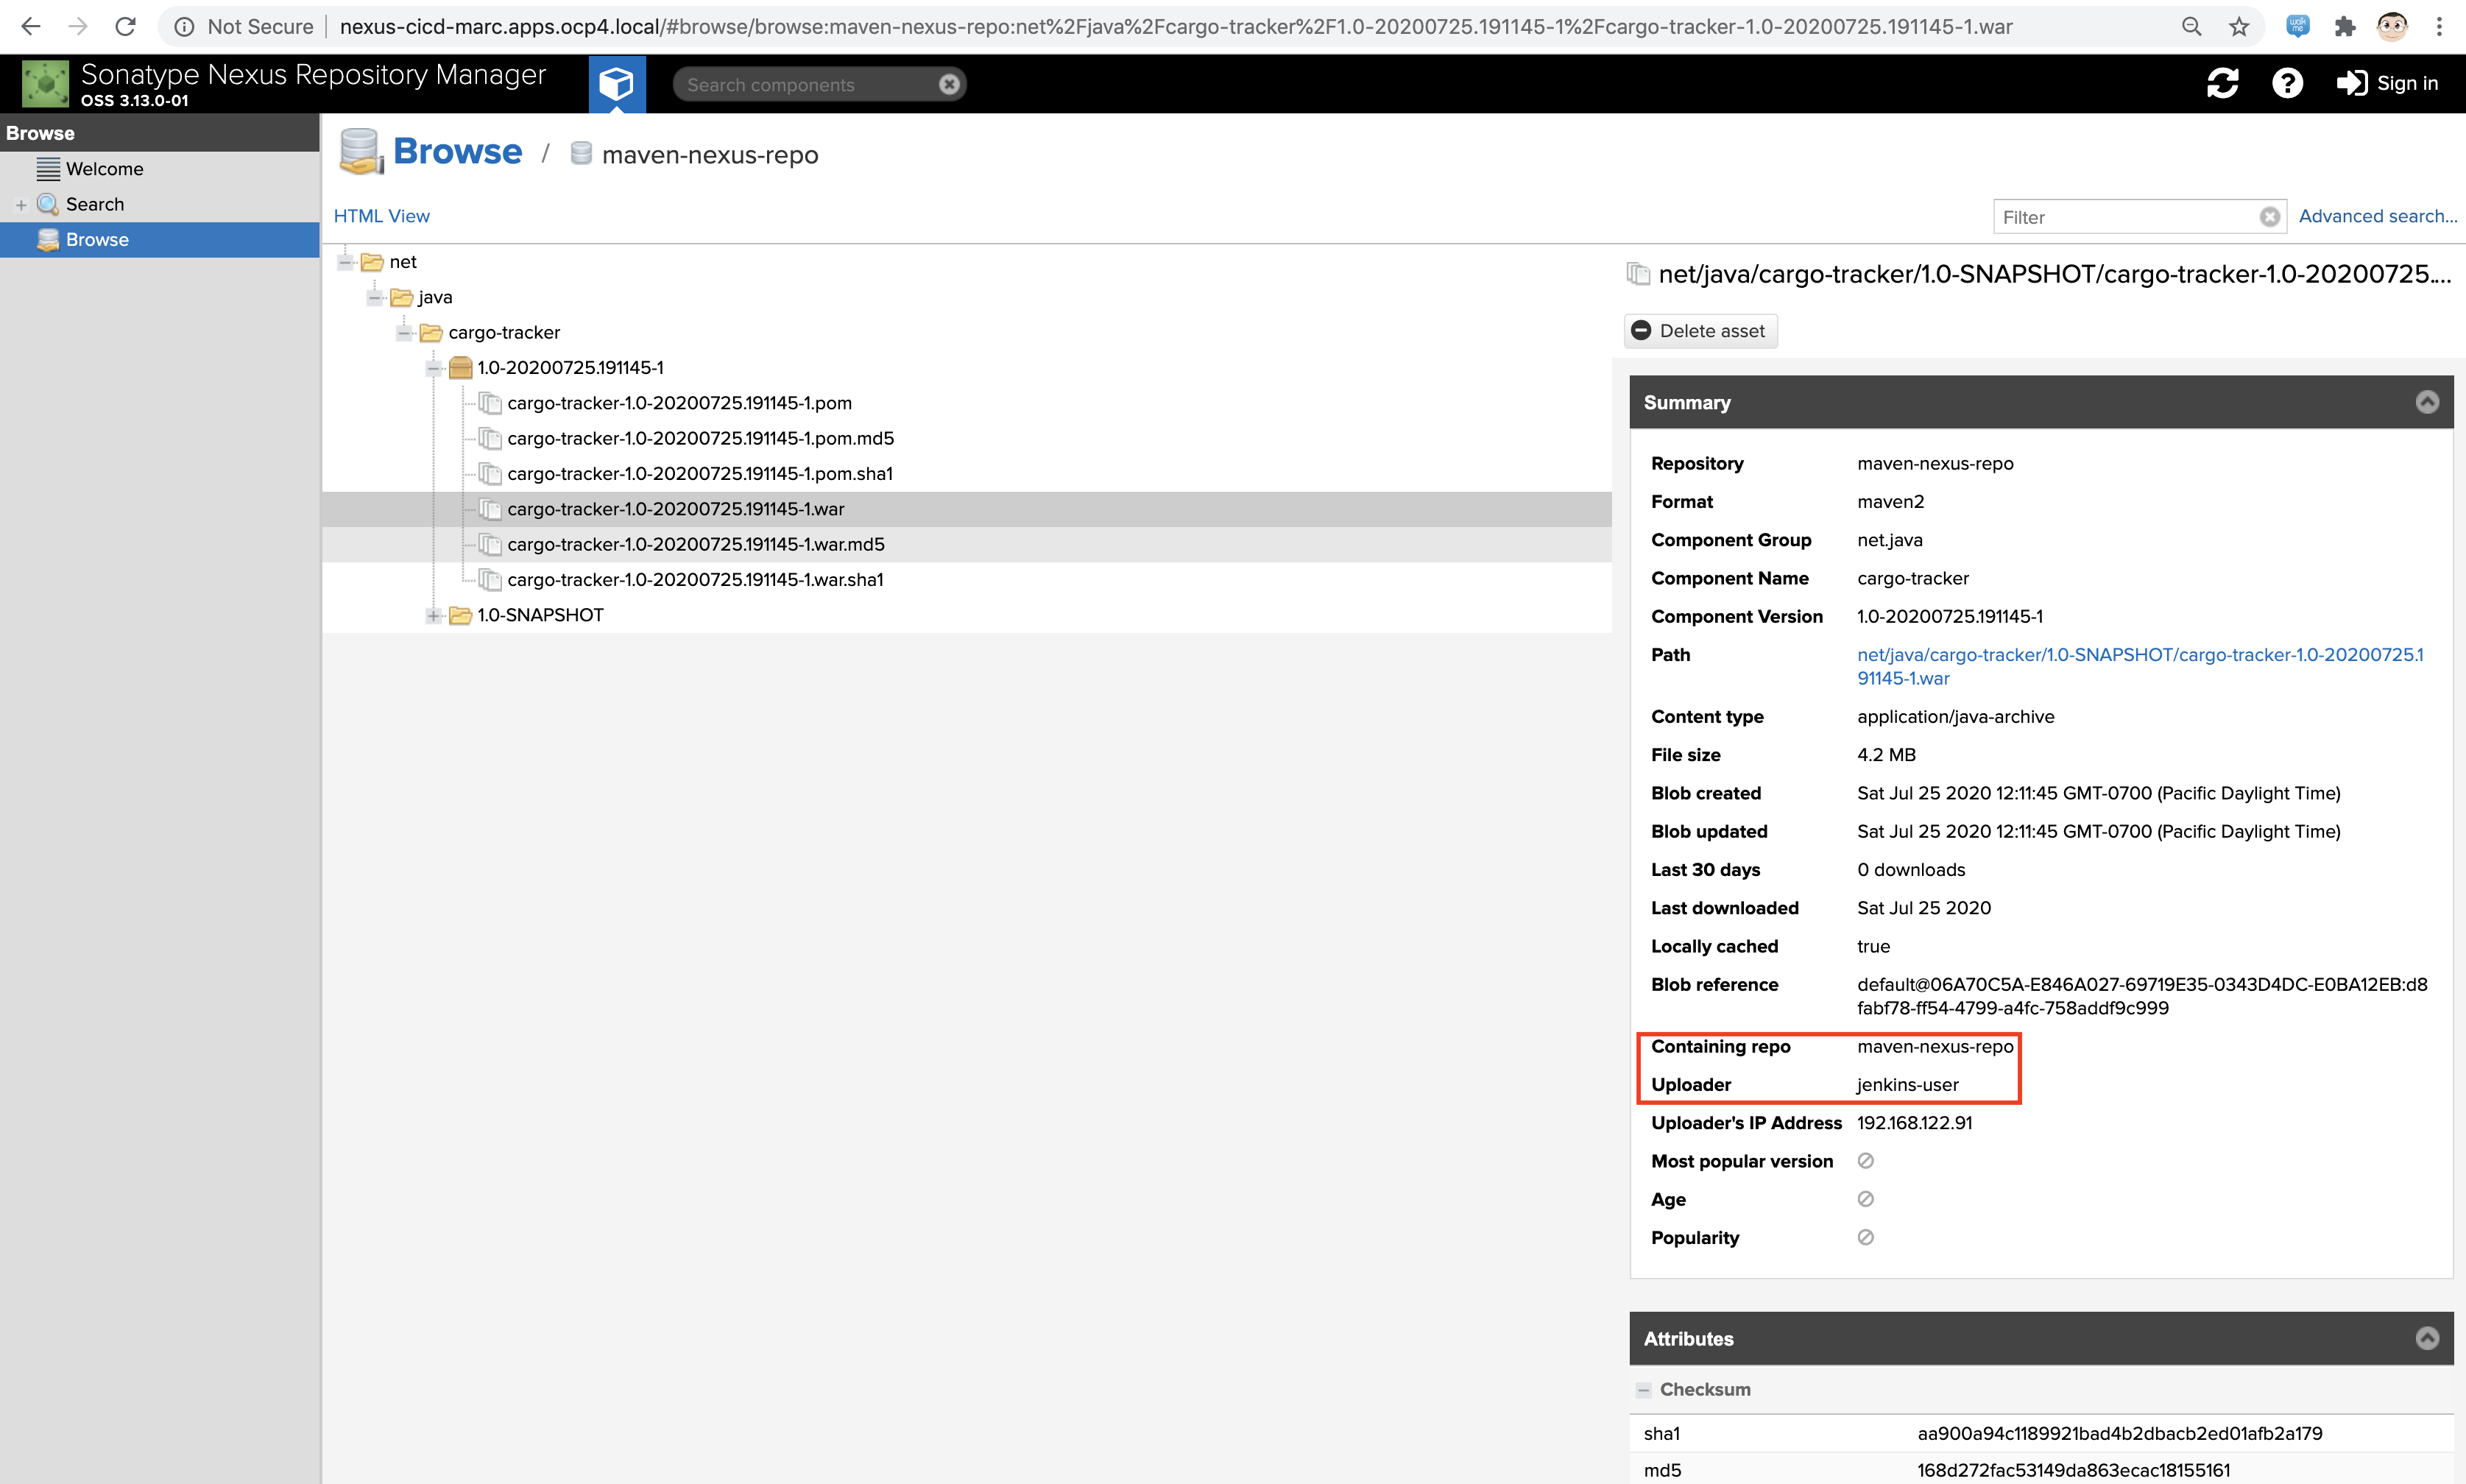 Not Secure
nexus-cicd-marc.apps.ocp4.local/#browse/browse:maven-nexus-repo:net%2Fjava%2Fcargo-tracker%2F1.0-20200725.191145-1%2Fcargo-tracker-1.0-20200725.191145-1.war
walk me
Sonatype Nexus Repository Manager
OSS 3.13.0-01
Search components
Sign in
Browse
Welcome
Search
Browse
Browse / maven-nexus-repo
HTML View
Filter
Advanced search...
net
java
cargo-tracker
1.0-20200725.191145-1
cargo-tracker-1.0-20200725.191145-1.pom
cargo-tracker-1.0-20200725.191145-1.pom.md5
cargo-tracker-1.0-20200725.191145-1.pom.sha1
cargo-tracker-1.0-20200725.191145-1.war
cargo-tracker-1.0-20200725.191145-1.war.md5
cargo-tracker-1.0-20200725.191145-1.war.sha1
1.0-SNAPSHOT
net/java/cargo-tracker/1.0-SNAPSHOT/cargo-tracker-1.0-20200725....
Delete asset
Summary
Repository maven-nexus-repo
Format maven2
Component Group net.java
Component Name cargo-tracker
Component Version 1.0-20200725.191145-1
Path net/java/cargo-tracker/1.0-SNAPSHOT/cargo-tracker-1.0-20200725.1
91145-1.war
Content type application/java-archive
File size 4.2 MB
Blob created Sat Jul 25 2020 12:11:45 GMT-0700 (Pacific Daylight Time)
Blob updated Sat Jul 25 2020 12:11:45 GMT-0700 (Pacific Daylight Time)
Last 30 days 0 downloads
Last downloaded Sat Jul 25 2020
Locally cached true
Blob reference default@06A70C5A-E846A027-69719E35-0343D4DC-E0BA12EB:d8
fabf78-ff54-4799-a4fc-758addf9c999
Containing repo maven-nexus-repo
Uploader jenkins-user
Uploader's IP Address 192.168.122.91
Most popular version
Age
Popularity
Attributes
Checksum
sha1 aa900a94c1189921bad4b2dbacb2ed01afb2a179
md5 168d272fac53149da863ecac18155161